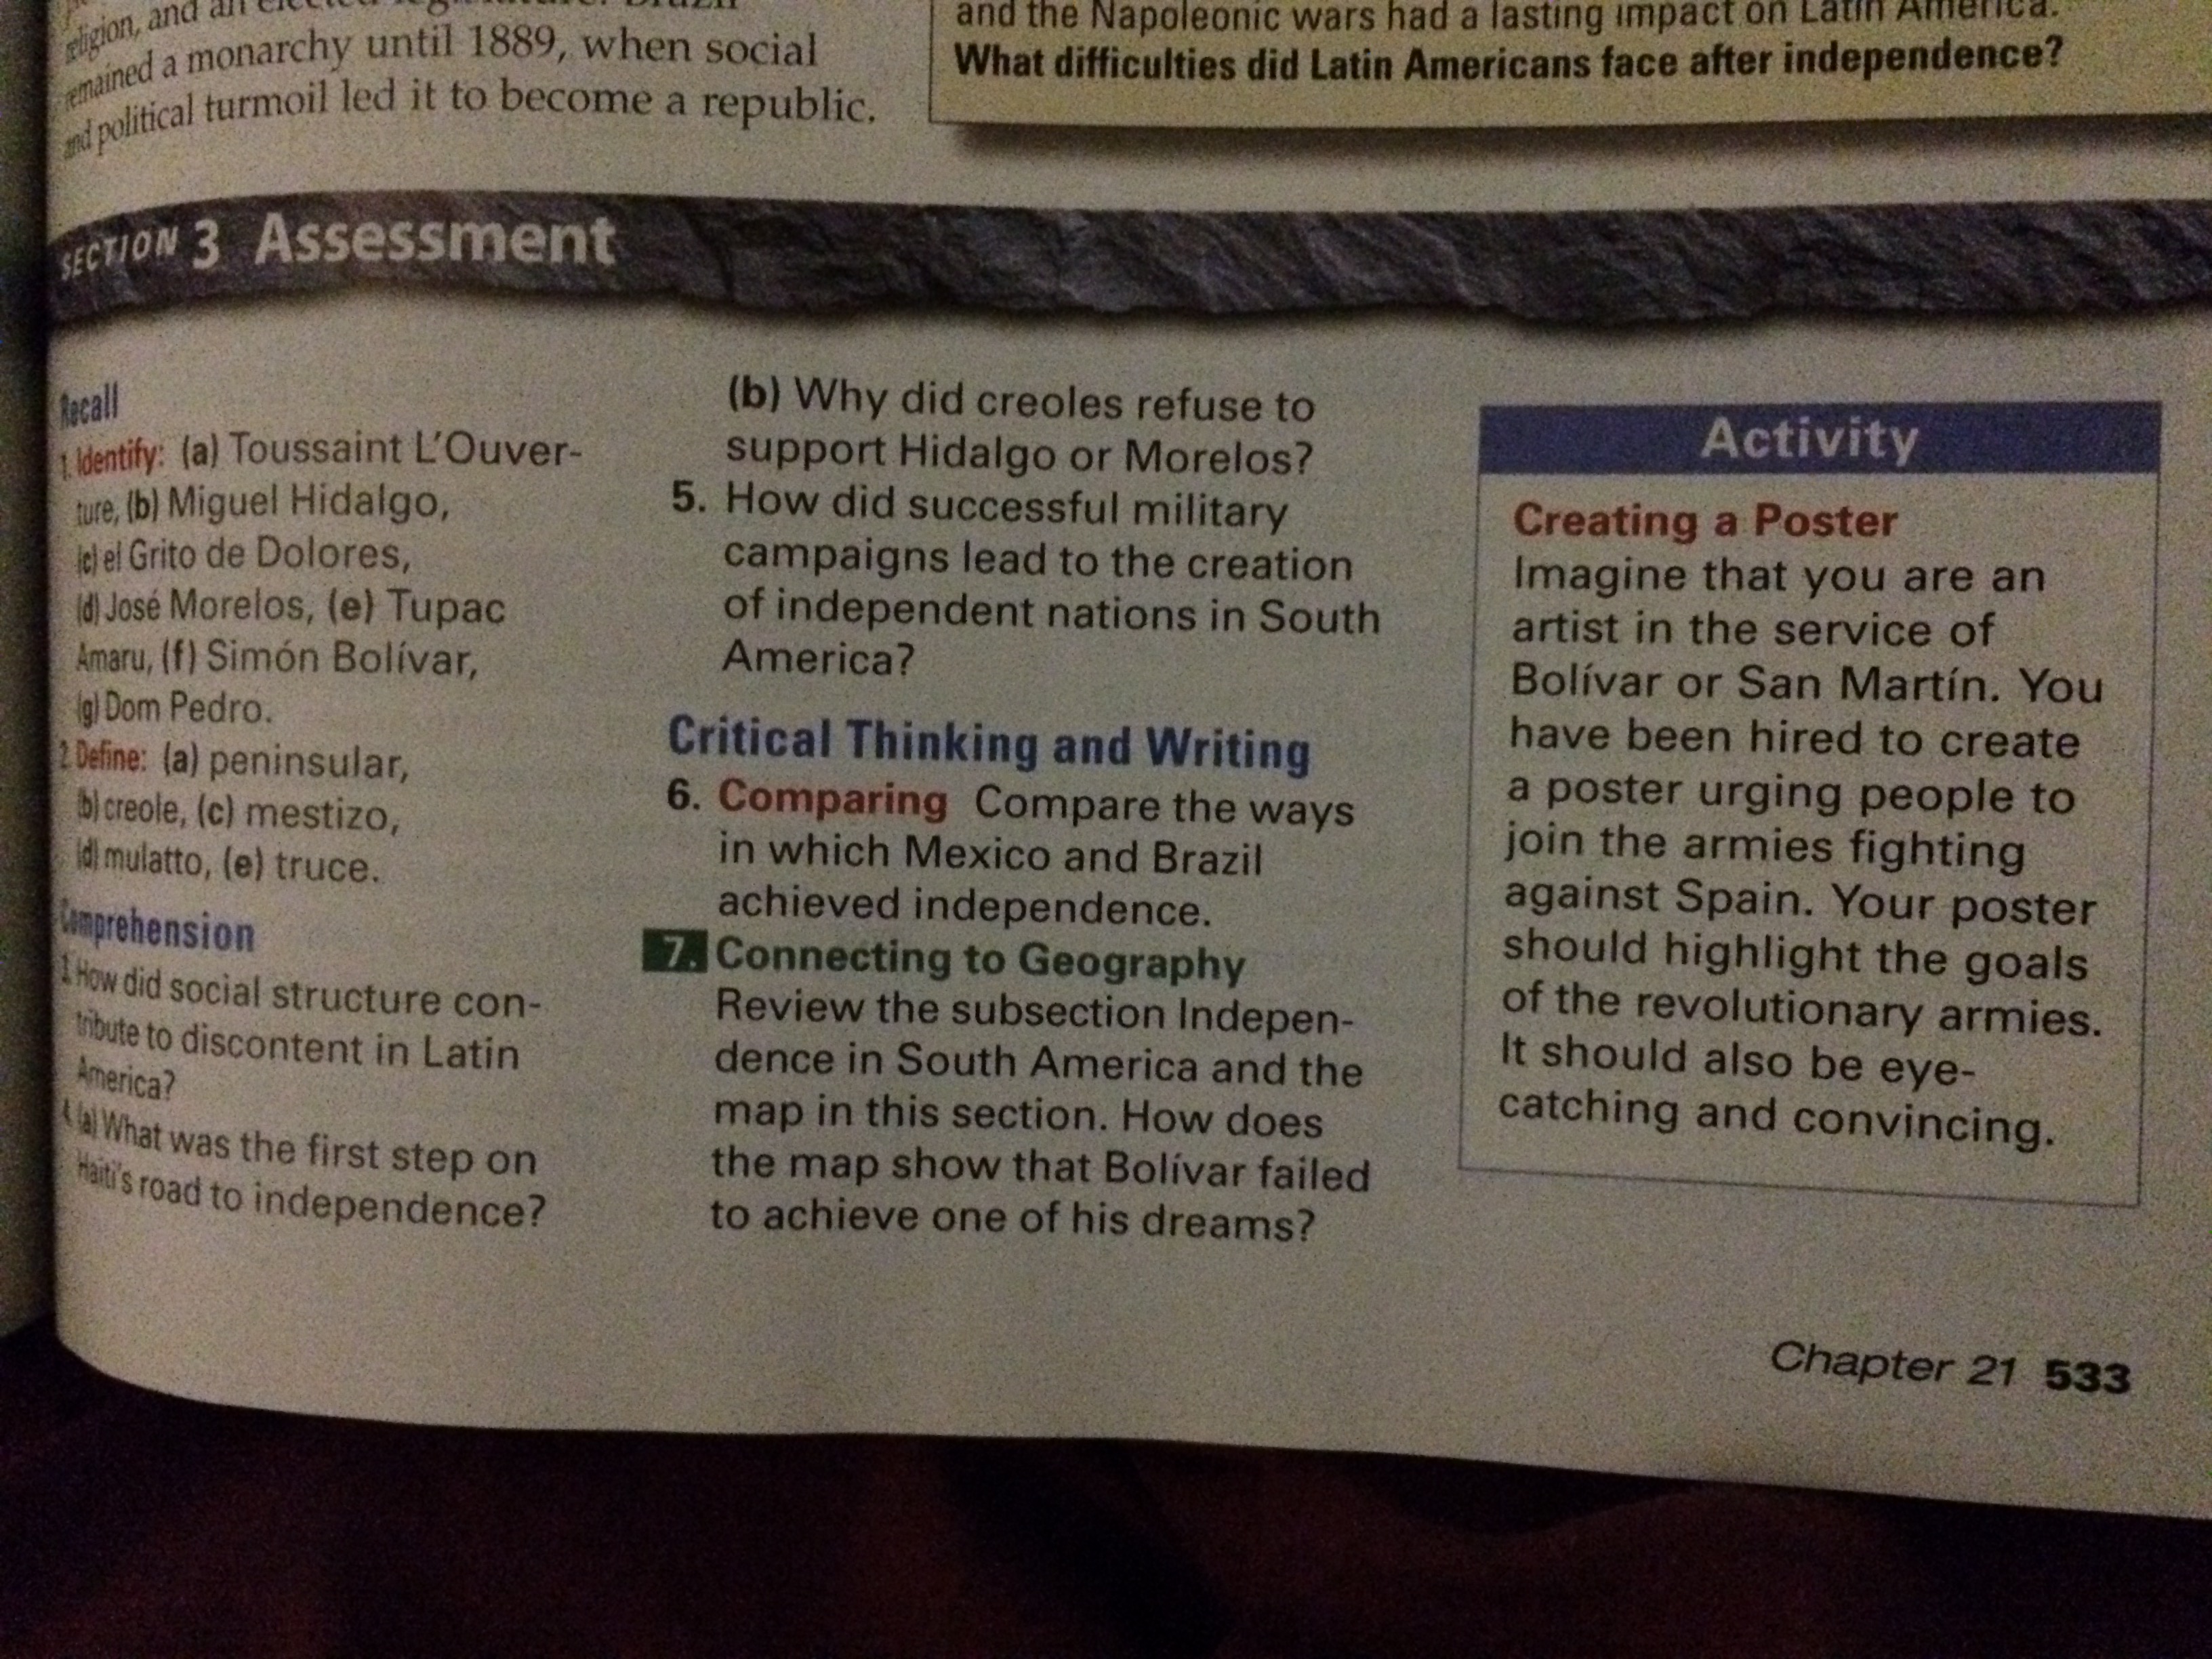 religion, and an
remained a monarchy until 1889, when social
and political turmoil led it to become a republic.
and the Napoleonic wars had a lasting impact on Latin America.
What difficulties did Latin Americans face after independence?
SECTION 3 Assessment
Recall
1. Identify: (a) Toussaint L'Ouver-
ture, (b) Miguel Hidalgo,
(c) el Grito de Dolores,
(d) José Morelos, (e) Tupac
Amaru, (f) Simón Bolívar,
(g) Dom Pedro.
2. Define: (a) peninsular,
(b) creole, (c) mestizo,
(d) mulatto, (e) truce.
Comprehension
How did social structure con-
tribute to discontent in Latin
America?
(a) What was the first step on
Haiti's road to independence?
(b) Why did creoles refuse to
support Hidalgo or Morelos?
5. How did successful military
campaigns lead to the creation
of independent nations in South
America?
Critical Thinking and Writing
6. Comparing Compare the ways
in which Mexico and Brazil
achieved independence.
7. Connecting to Geography
Review the subsection Indepen-
dence in South America and the
map in this section. How does
the map show that Bolívar failed
to achieve one of his dreams?
Activity
Creating a Poster
Imagine that you are an
artist in the service of
Bolívar or San Martín. You
have been hired to create
a poster urging people to
join the armies fighting
against Spain. Your poster
should highlight the goals
of the revolutionary armies.
It should also be eye-
catching and convincing.
Chapter 21 533